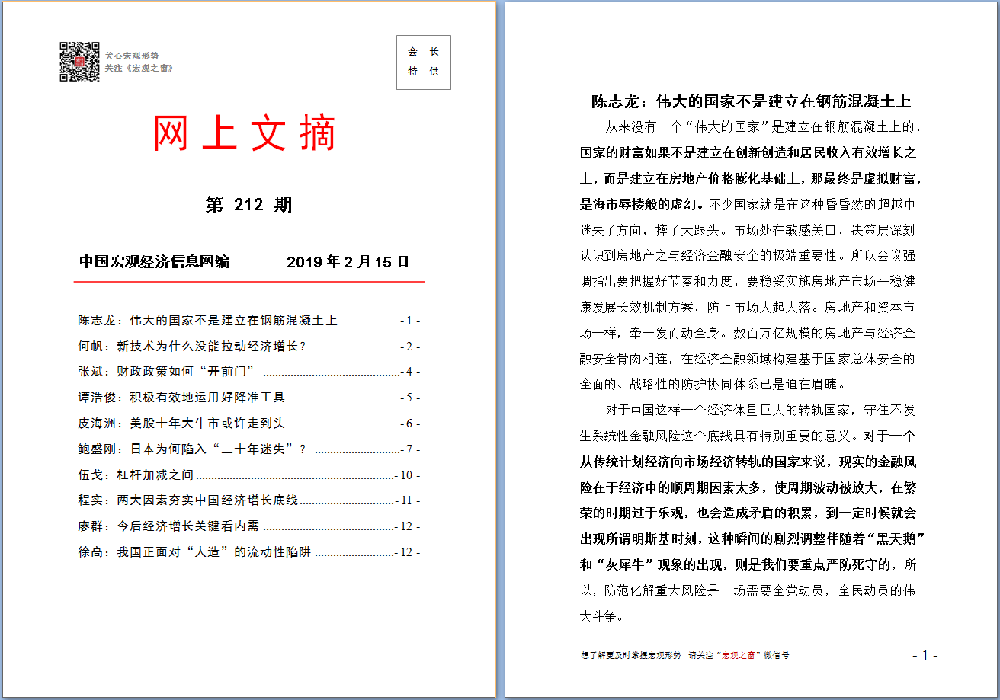 关心宏观形势
关注《宏观之窗》
会 长
特 供
网上文摘
第 212 期
中国宏观经济信息网编 2019年2月15日
陈志龙：伟大的国家不是建立在钢筋混凝土上....................- 1 -
何帆：新技术为什么没能拉动经济增长？............................- 2 -
张斌：财政政策如何“开前门”.............................................- 4 -
谭浩俊：积极有效地运用好降准工具.....................................- 5 -
皮海洲：美股十年大牛市或许走到头.....................................- 6 -
鲍盛刚：日本为何陷入“二十年迷失”？............................- 7 -
伍戈：杠杆加减之间.................................................................- 10 -
程实：两大因素夯实中国经济增长底线...............................- 11 -
廖群：今后经济增长关键看内需...........................................- 12 -
徐高：我国正面对“人造”的流动性陷阱..........................- 12 -
陈志龙：伟大的国家不是建立在钢筋混凝土上
从来没有一个“伟大的国家”是建立在钢筋混凝土上的，
国家的财富如果不是建立在创新创造和居民收入有效增长之
上，而是建立在房地产价格膨化基础上，那最终是虚拟财富，
是海市辱楼般的虚幻。不少国家就是在这种昏昏然的超越中
迷失了方向，摔了大跟头。市场处在敏感关口，决策层深刻
认识到房地产之与经济金融安全的极端重要性。所以会议强
调指出要把握好节奏和力度，要稳妥实施房地产市场平稳健
康发展长效机制方案，防止市场大起大落。房地产和资本市
场一样，牵一发而动全身。数百万亿规模的房地产与经济金
融安全骨肉相连，在经济金融领域构建基于国家总体安全的
全面的、战略性的防护协同体系已是迫在眉睫。
对于中国这样一个经济体量巨大的转轨国家，守住不发
生系统性金融风险这个底线具有特别重要的意义。对于一个
从传统计划经济向市场经济转轨的国家来说，现实的金融风
险在于经济中的顺周期因素太多，使周期波动被放大，在繁
荣的时期过于乐观，也会造成矛盾的积累，到一定时候就会
出现所谓明斯基时刻，这种瞬间的剧烈调整伴随着“黑天鹅”
和“灰犀牛”现象的出现，则是我们要重点严防死守的，所
以，防范化解重大风险是一场需要全党动员，全民动员的伟
大斗争。
想了解更及时掌握宏观形势 请关注“宏观之窗”微信号 - 1 -